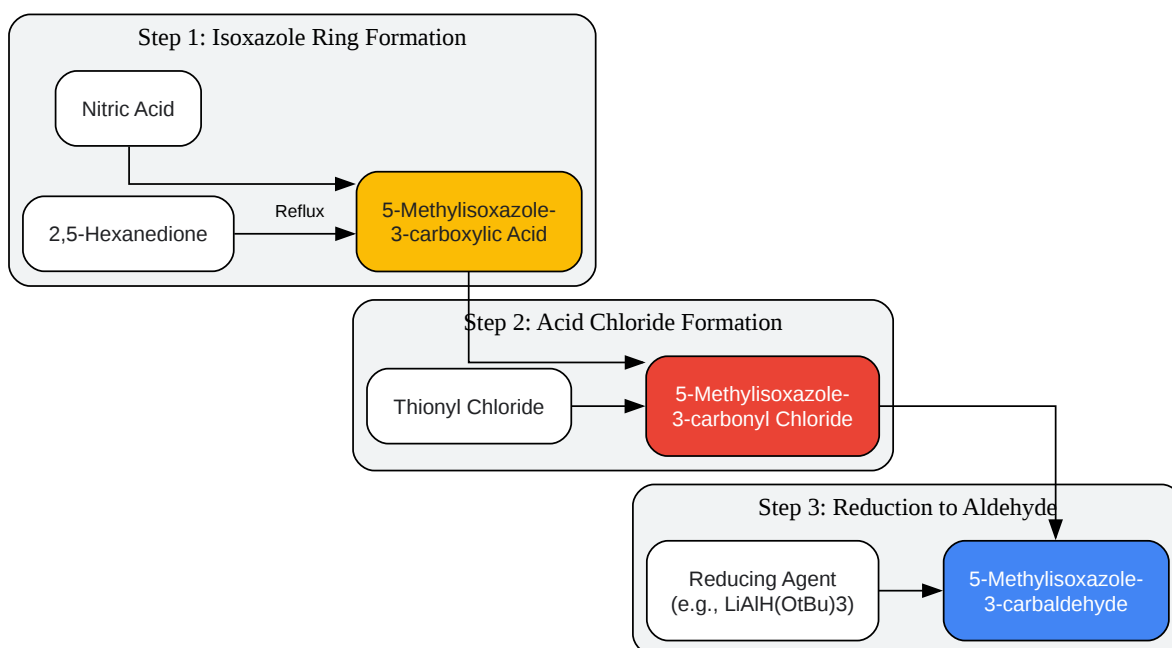 Step 1: Isoxazole Ring Formation
Nitric Acid
2,5-Hexanedione
Reflux
5-Methylisoxazole-
3-carboxylic Acid
Step 2: Acid Chloride Formation
Thionyl Chloride
5-Methylisoxazole-
3-carbonyl Chloride
Step 3: Reduction to Aldehyde
Reducing Agent
(e.g., LiAlH(OtBu)3)
5-Methylisoxazole-
3-carbaldehyde